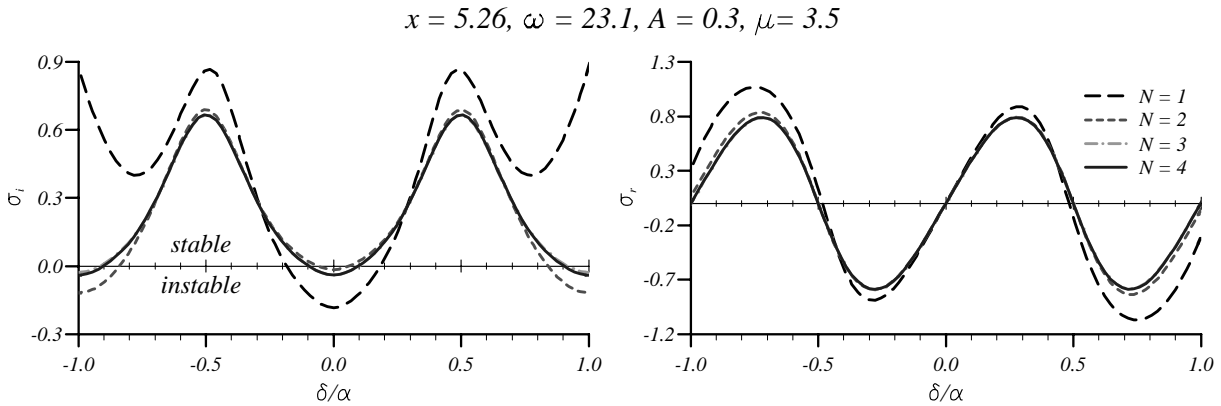 x = 5.26, ω = 23.1, A = 0.3, μ = 3.5
0.9
0.6
0.3
0.0
-0.3
σi
stable
instable
-1.0 -0.5 0.0 0.5 1.0
δ/α
1.3
0.8
0.3
-0.2
-0.7
-1.2
σr
N = 1
N = 2
N = 3
N = 4
-1.0 -0.5 0.0 0.5 1.0
δ/α